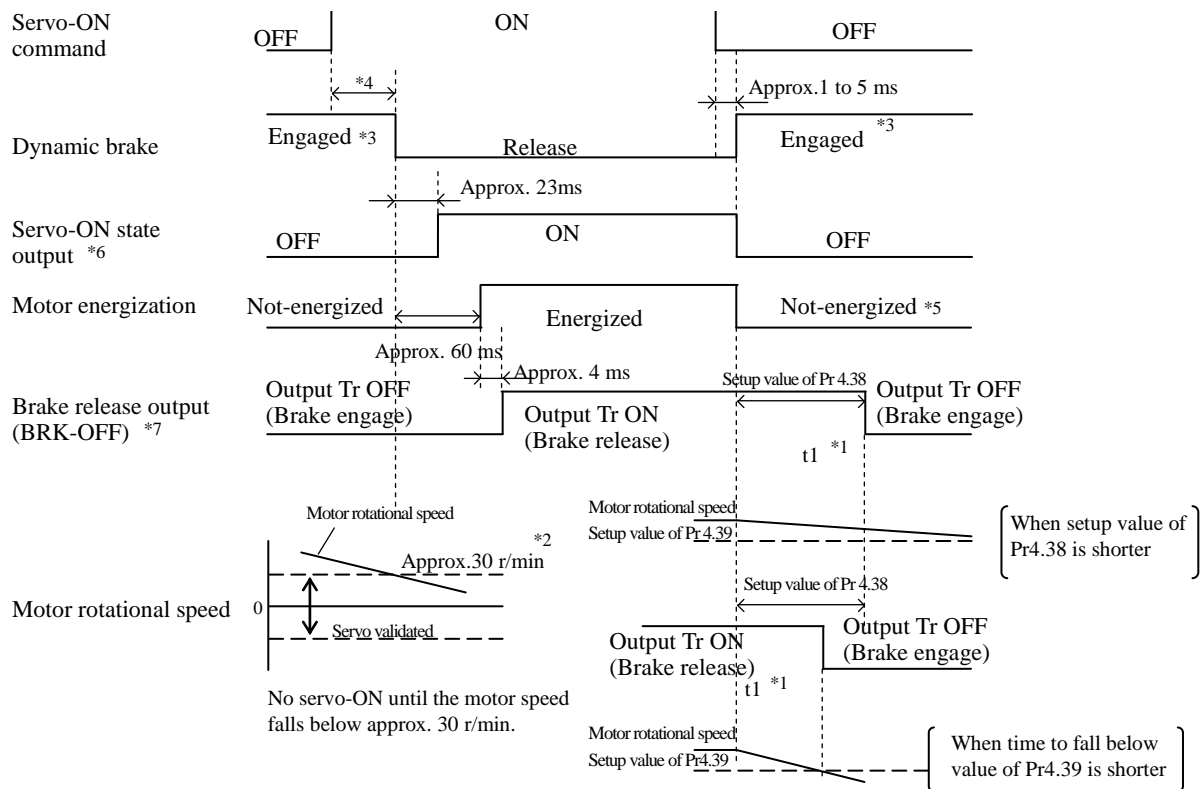 Servo-ON
command
OFF
ON
OFF
*4
Approx.1 to 5 ms
Dynamic brake
Engaged *3
Release
Engaged *3
Approx. 23ms
Servo-ON state
output *6
OFF
ON
OFF
Motor energization
Not-energized
Energized
Not-energized *5
Approx. 60 ms
Approx. 4 ms
Brake release output
(BRK-OFF) *7
Output Tr OFF
(Brake engage)
Output Tr ON
(Brake release)
Setup value of Pr 4.38
Output Tr OFF
(Brake engage)
t1 *1
Motor rotational speed
Motor rotational speed
Approx.30 r/min *2
0
Servo validated
No servo-ON until the motor speed
falls below approx. 30 r/min.
Motor rotational speed
Setup value of Pr4.39
When setup value of
Pr4.38 is shorter
Setup value of Pr 4.38
Output Tr ON
(Brake release)
Output Tr OFF
(Brake engage)
t1 *1
Motor rotational speed
Setup value of Pr4.39
When time to fall below
value of Pr4.39 is shorter